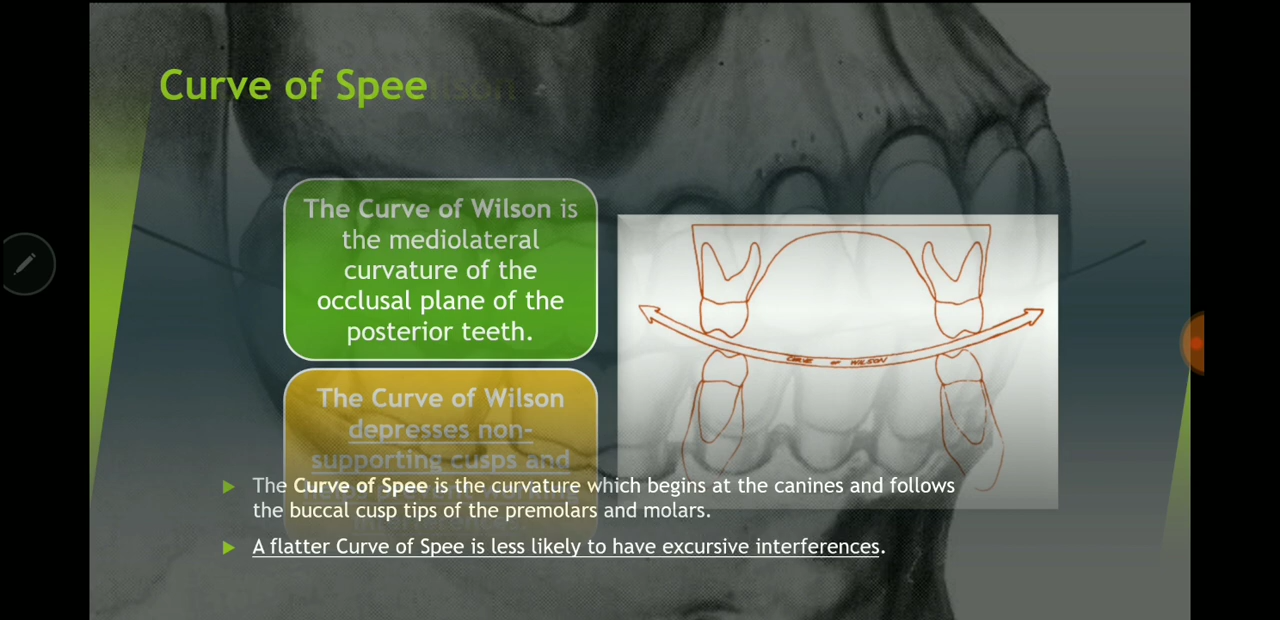 Curve of Spee
The Curve of Wilson is
the mediolateral
curvature of the
occlusal plane of the
posterior teeth.
CURVE OF WILSON
The Curve of Wilson
depresses non-
supporting cusps and
The Curve of Spee is the curvature which begins at the canines and follows
the buccal cusp tips of the premolars and molars.
A flatter Curve of Spee is less likely to have excursive interferences.